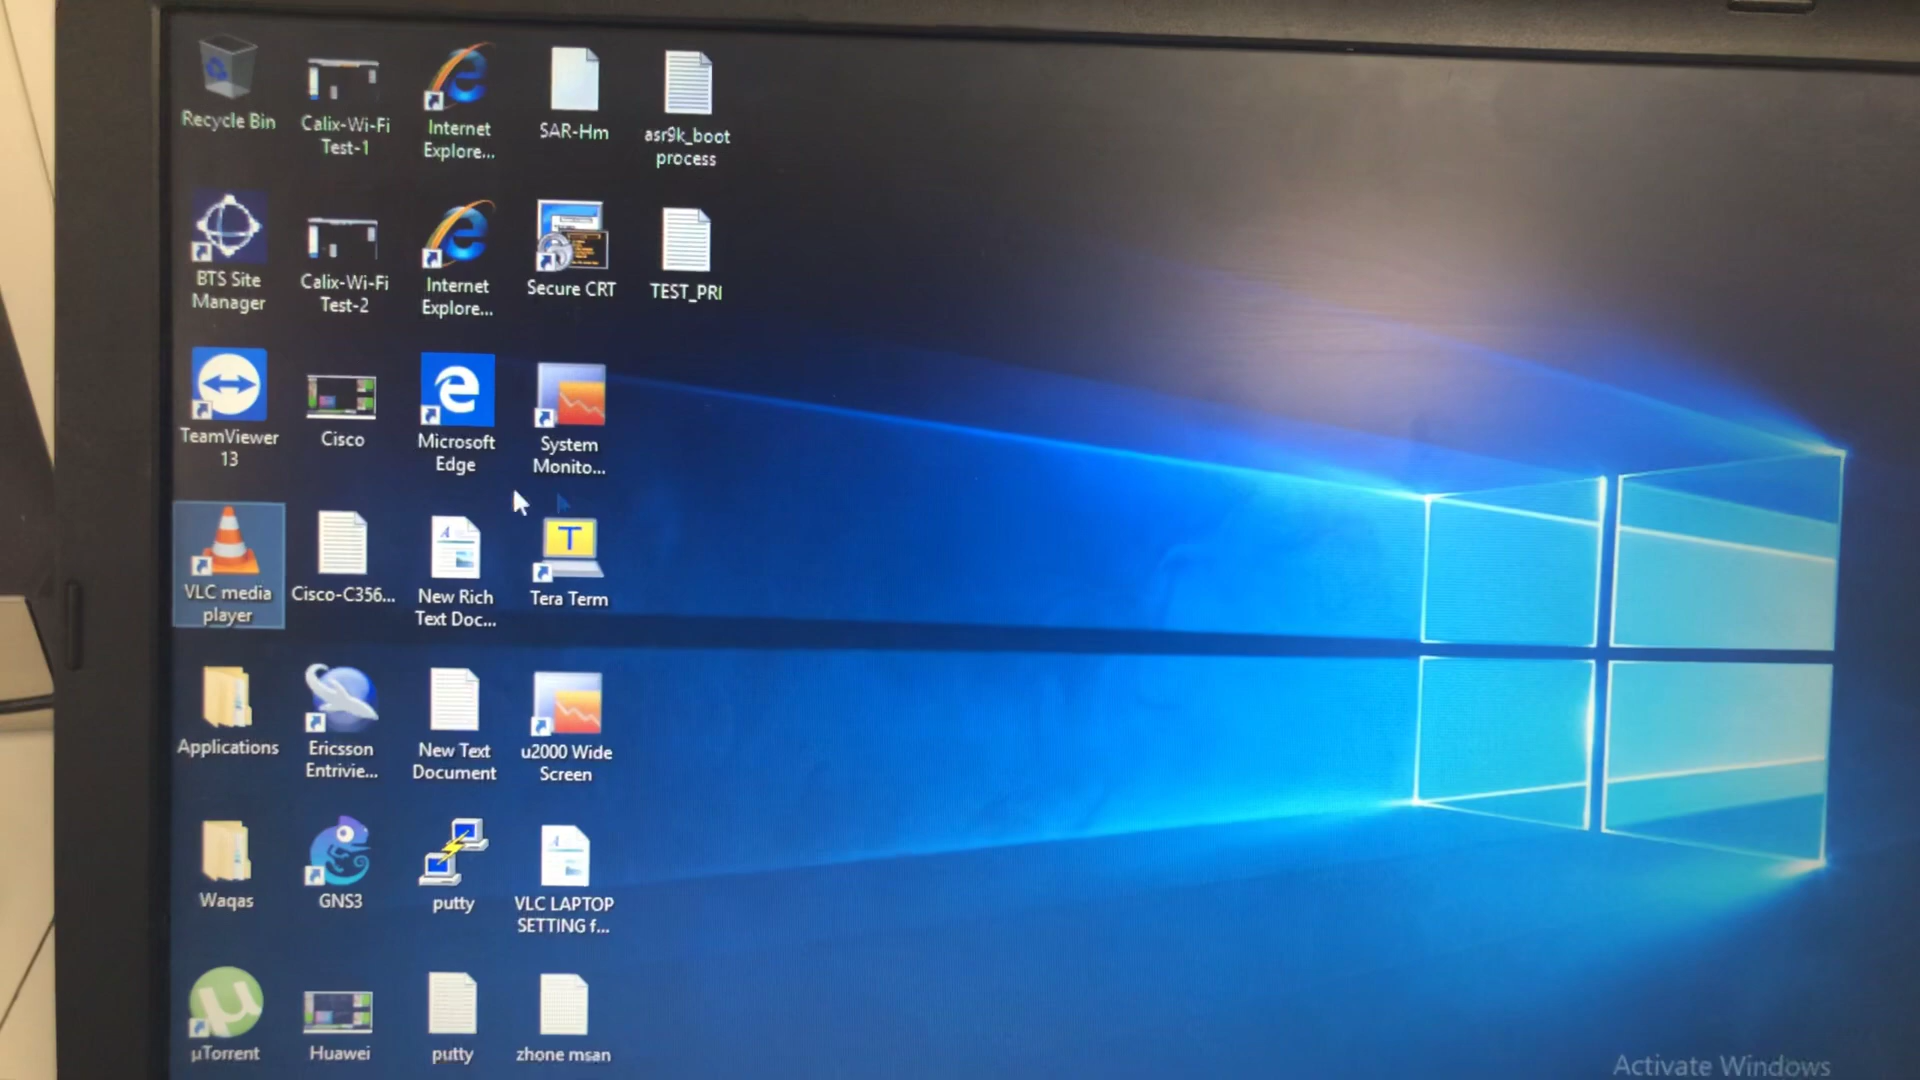 Recycle Bin
Calix-Wi-Fi
Test-1
Internet
Explore...
SAR-Hm
asr9k_boot
process
BTS Site
Manager
Calix-Wi-Fi
Test-2
Internet
Explore...
Secure CRT
TEST_PRI
TeamViewer
13
Cisco
Microsoft
Edge
System
Monito...
VLC media
player
Cisco-C356...
New Rich
Text Doc...
T
Tera Term
Applications
Ericsson
Entrivie...
New Text
Document
u2000 Wide
Screen
Waqas
GNS3
putty
VLC LAPTOP
SETTING f...
µ
µTorrent
Huawei
putty
zhone msan
Activate Windows